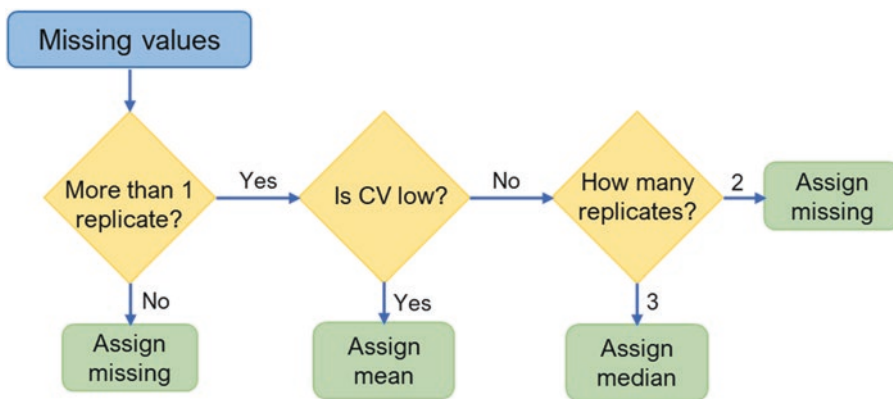 Missing values
More than 1
replicate?
Yes
Is CV low?
No
How many
replicates?
2
Assign
missing
No
Assign
missing
Yes
Assign
mean
3
Assign
median